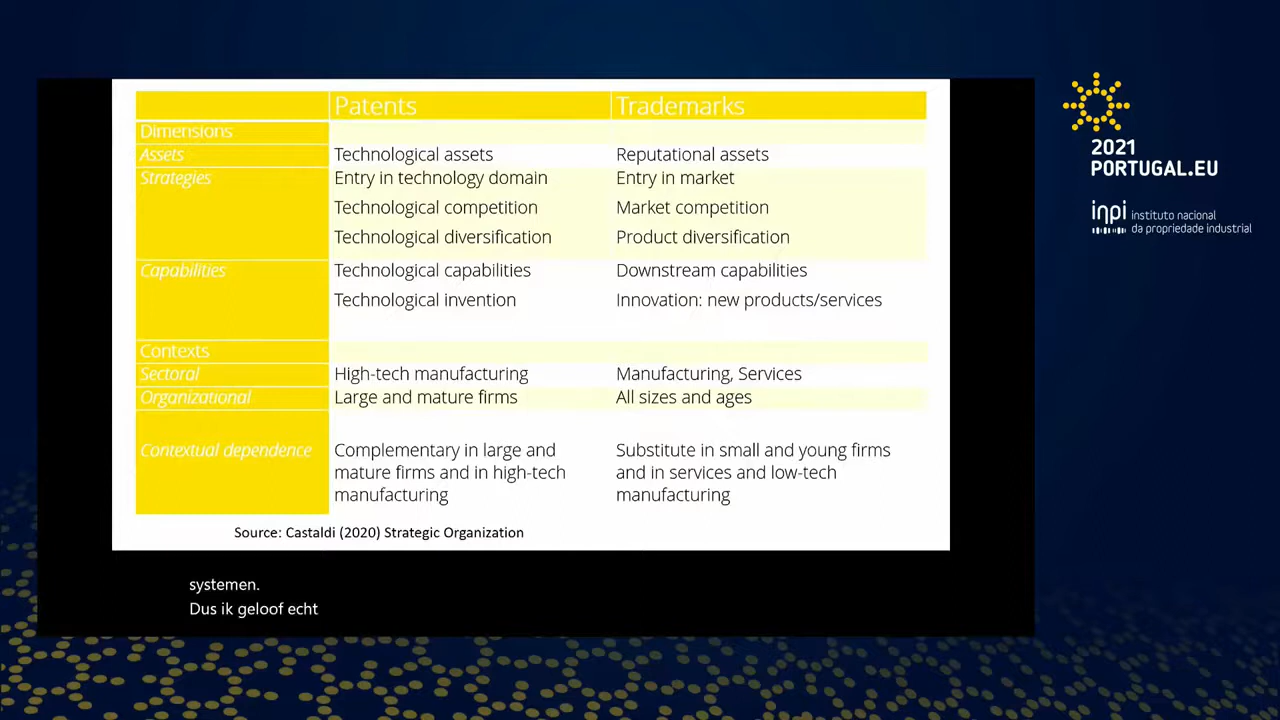 Patents Trademarks
Dimensions
Assets Technological assets Reputational assets
Strategies Entry in technology domain Entry in market
Technological competition Market competition
Technological diversification Product diversification
Capabilities Technological capabilities Downstream capabilities
Technological invention Innovation: new products/services
Contexts
Sectoral High-tech manufacturing Manufacturing, Services
Organizational Large and mature firms All sizes and ages
Contextual dependence Complementary in large and Substitute in small and young firms
mature firms and in high-tech and in services and low-tech
manufacturing manufacturing
Source: Castaldi (2020) Strategic Organization
systemen.
Dus ik geloof echt
2021
PORTUGAL.EU
inpi instituto nacional
da propriedade industrial